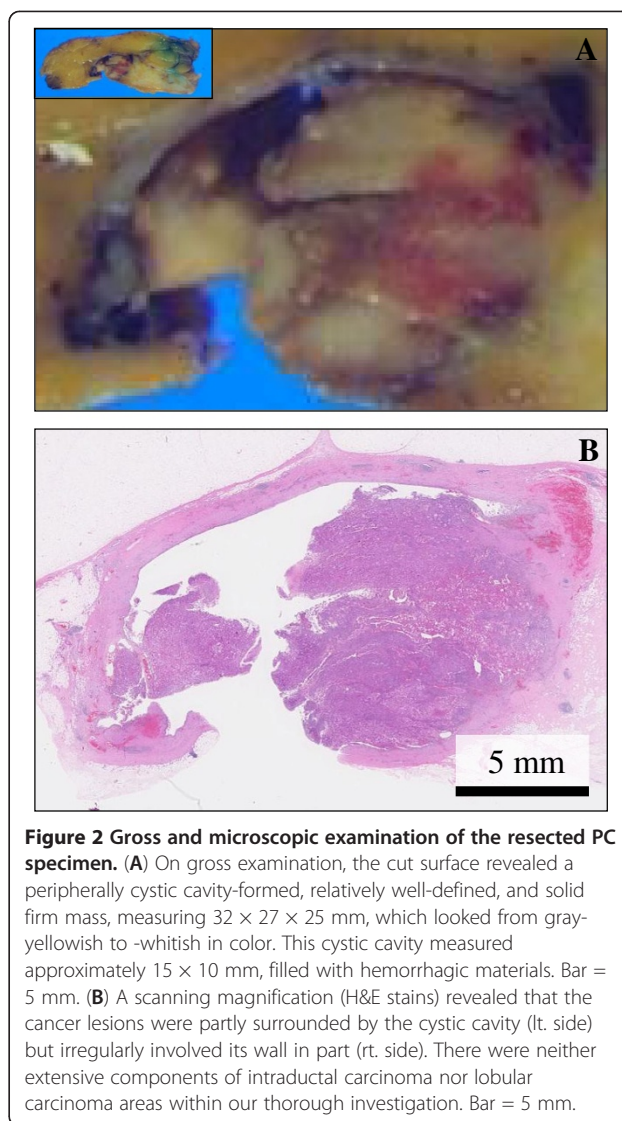 A
B
5 mm
Figure 2 Gross and microscopic examination of the resected PC
specimen. (A) On gross examination, the cut surface revealed a
peripherally cystic cavity-formed, relatively well-defined, and solid
firm mass, measuring 32 × 27 × 25 mm, which looked from gray-
yellowish to -whitish in color. This cystic cavity measured
approximately 15 × 10 mm, filled with hemorrhagic materials. Bar =
5 mm. (B) A scanning magnification (H&E stains) revealed that the
cancer lesions were partly surrounded by the cystic cavity (lt. side)
but irregularly involved its wall in part (rt. side). There were neither
extensive components of intraductal carcinoma nor lobular
carcinoma areas within our thorough investigation. Bar = 5 mm.